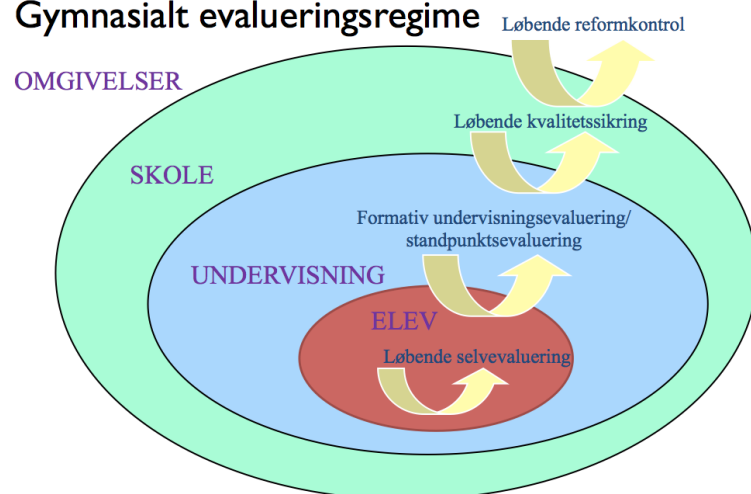 Gymnasialt evalueringsregime
Løbende reformkontrol
OMGIVELSER
Løbende kvalitetssikring
SKOLE
Formativ undervisningsevaluering/
standpunktsevaluering
UNDERVISNING
ELEV
Løbende selvevaluering